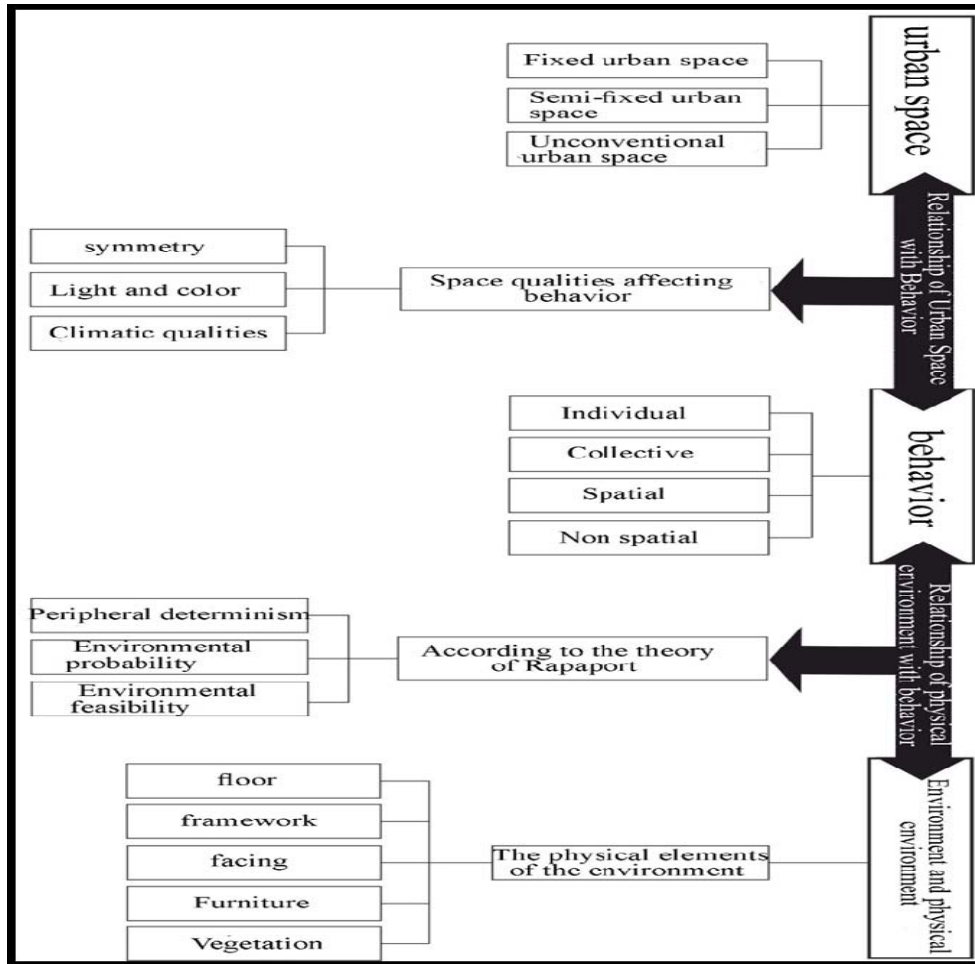 urban space
Fixed urban space
Semi-fixed urban
space
Unconventional
urban space
Relationship of Urban Space
with Behavior
Space qualities affecting
behavior
symmetry
Light and color
Climatic qualities
behavior
Individual
Collective
Spatial
Non spatial
Relationship of physical
environment with behavior
According to the theory
of Rapaport
Peripheral determinism
Environmental
probability
Environmental
feasibility
Environment and physical
environment
The physical elements
of the environment
floor
framework
facing
Furniture
Vegetation